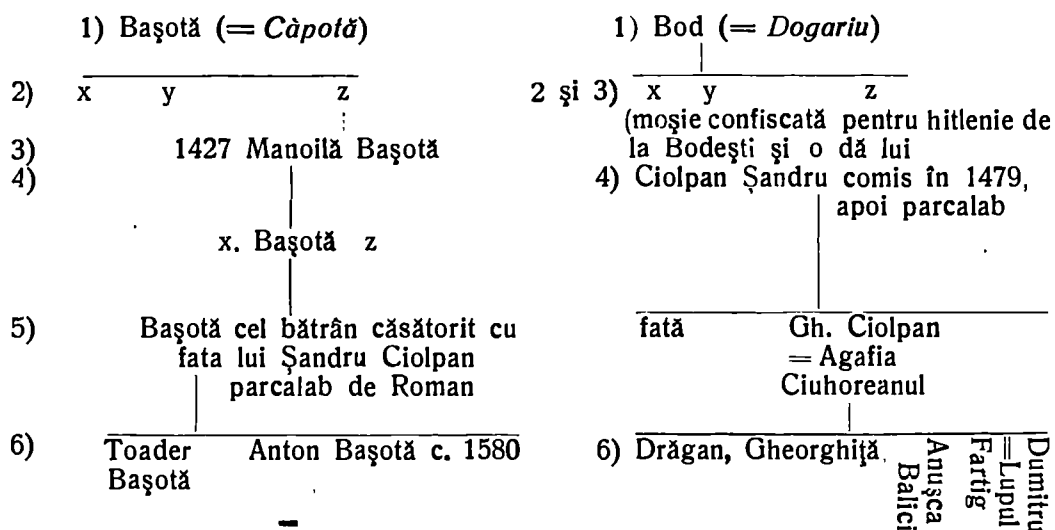 1) Başotă (= Càpotă)
2) x y z
3) 1427 Manoilă Başotă
4)
x. Başotă z
5) Başotă cel bătrân căsătorit cu
fata lui Şandru Ciolpan
parcalab de Roman
6) Toader Anton Başotă c. 1580
Başotă
1) Bod (= Dogariu)
2 şi 3) x y z
(moşie confiscată pentru hitlenie de
la Bodeşti şi o dă lui
4) Ciolpan Şandru comis în 1479,
apoi parcalab
fată Gh. Ciolpan
= Agafia
Ciuhoreanul
6) Drăgan, Gheorghiţă
Anuşca
Balici
Fartig
=Lupul
Dumitru